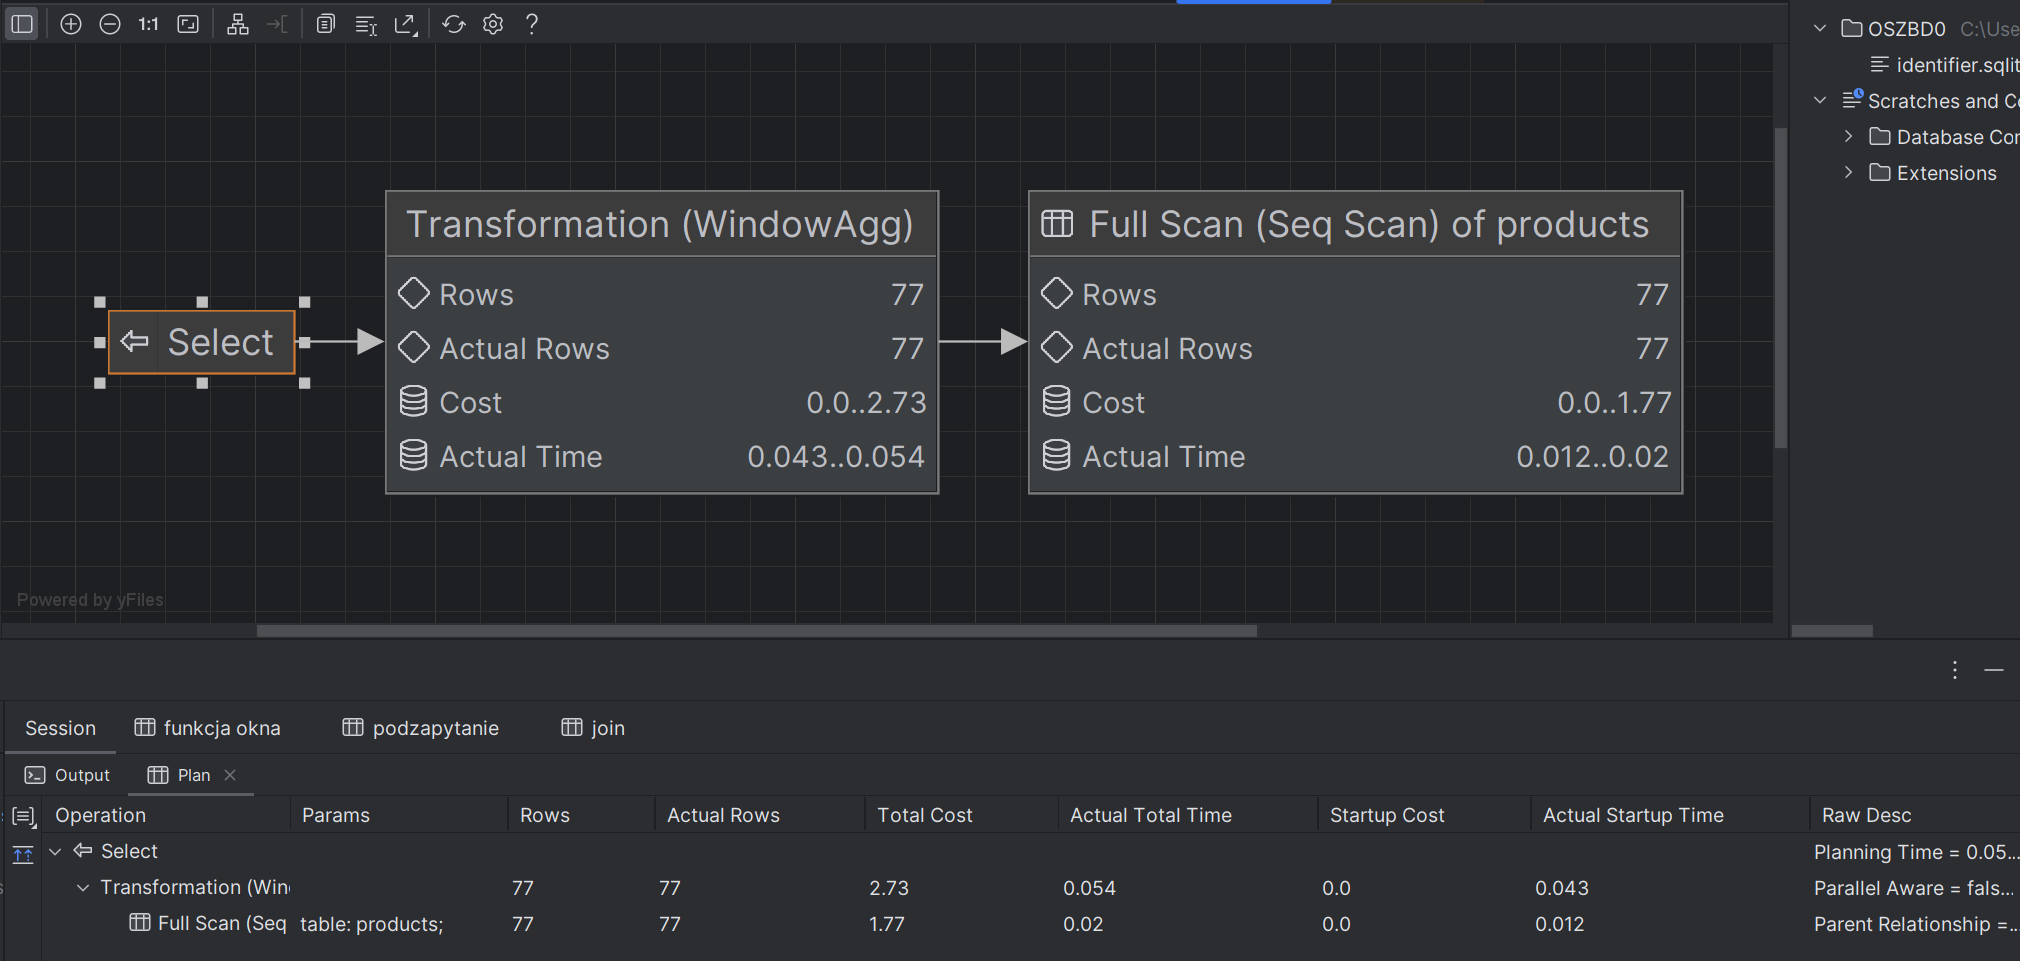 1:1
OSZBD0 C:\Use
identifier.sqlit
Scratches and Co
Database Cor
Extensions
Transformation (WindowAgg)
Rows 77
Actual Rows 77
Cost 0.0..2.73
Actual Time 0.043..0.054
Full Scan (Seq Scan) of products
Rows 77
Actual Rows 77
Cost 0.0..1.77
Actual Time 0.012..0.02
Select
Powered by yFiles
Session funkcja okna podzapytanie join
Output Plan
Operation Params Rows Actual Rows Total Cost Actual Total Time Startup Cost Actual Startup Time Raw Desc
Select Planning Time = 0.05...
Transformation (Win 77 77 2.73 0.054 0.0 0.043 Parallel Aware = fals...
Full Scan (Seq table: products; 77 77 1.77 0.02 0.0 0.012 Parent Relationship =...